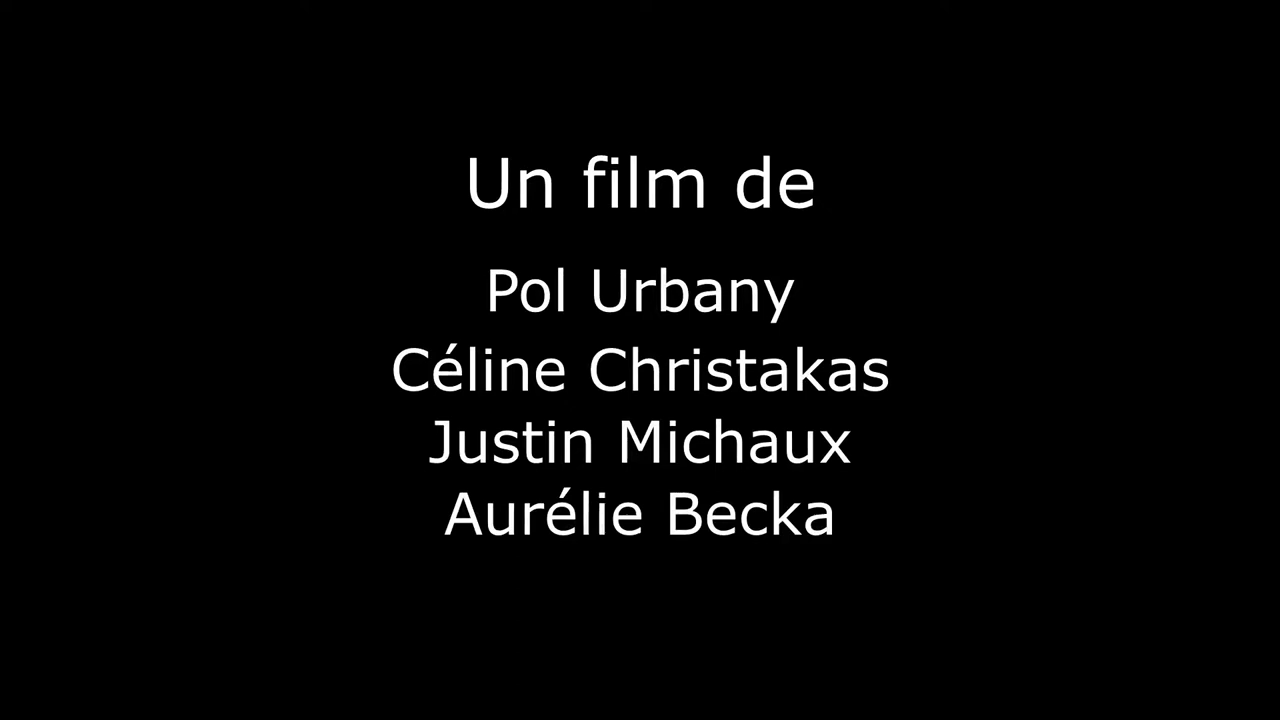 Un film de
Pol Urbany
Céline Christakas
Justin Michaux
Aurélie Becka